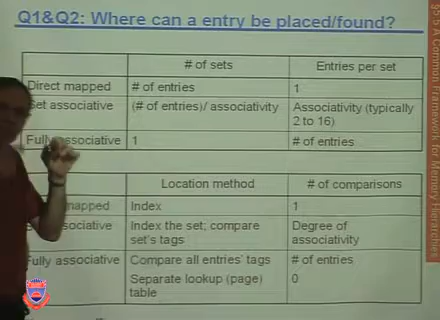 Q1&Q2: Where can a entry be placed/found?
# of sets Entries per set
Direct mapped # of entries 1
Set associative (# of entries)/ associativity Associativity (typically
2 to 16)
Fully associative 1 # of entries
Location method # of comparisons
mapped Index 1
sociative Index the set; compare Degree of
set's tags associativity
Fully associative Compare all entries' tags # of entries
Separate lookup (page) 0
table
§5.5 A Common Framework for Memory Hierarchies